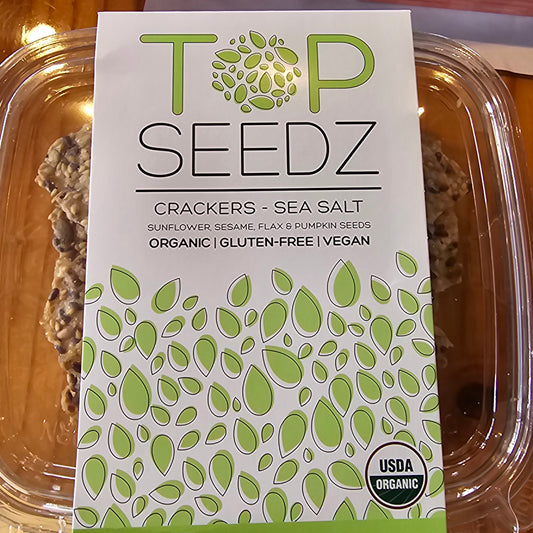 TOP
SEEDZ
CRACKERS - SEA SALT
SUNFLOWER, SESAME, FLAX & PUMPKIN SEEDS
ORGANIC | GLUTEN-FREE | VEGAN
USDA
ORGANIC